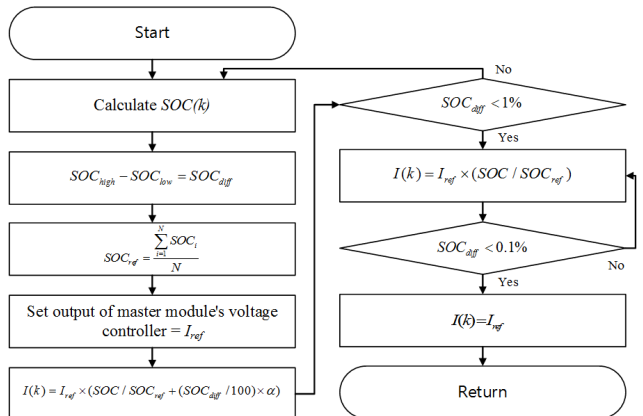 Start
Calculate SOC(k)
SOC_high − SOC_low = SOC_diff
SOC_ref = ∑_{i=1}^{N} SOC_i / N
Set output of master module's voltage
controller = I_ref
I(k) = I_ref × (SOC / SOC_ref + (SOC_diff / 100) × α)
No
SOC_diff < 1%
Yes
I(k) = I_ref × (SOC / SOC_ref)
SOC_diff < 0.1%
No
Yes
I(k)=I_ref
Return